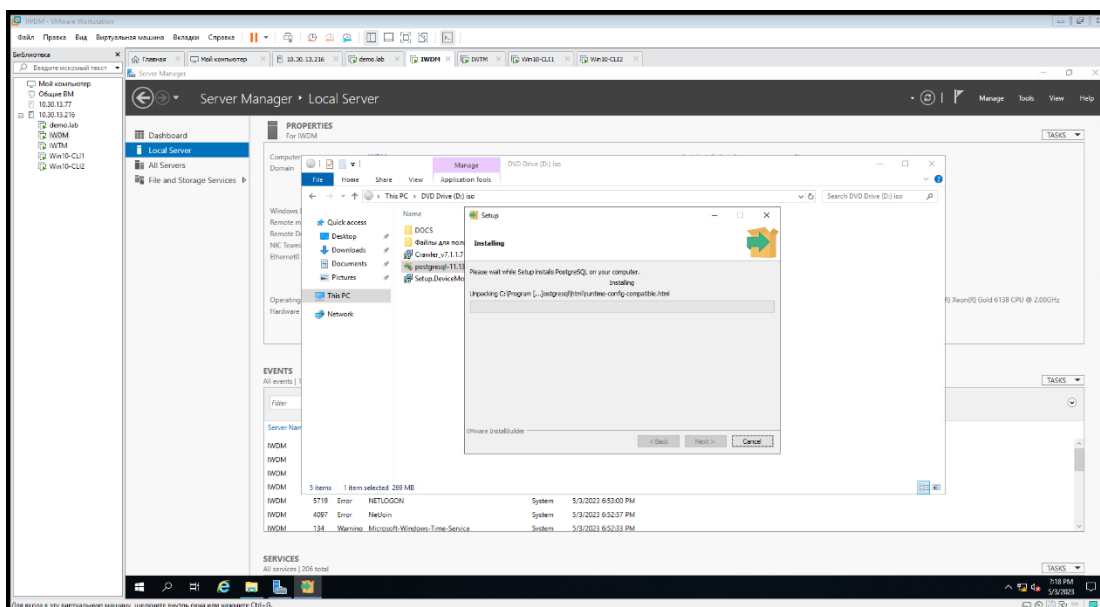 IWDM - VMware Workstation
Файл Правка Вид Виртуальная машина Вкладки Справка
Библиотека
Введите искомый текст
Мой компьютер
Общие ВМ
10.30.13.77
10.30.13.216
demo.lab
IWDM
IWTM
Win10-CLI1
Win10-CLI2
Главная Мой компьютер 10.30.13.216 demo.lab IWDM IWTM Win10-CLI1 Win10-CLI2
Server Manager
Server Manager Local Server
Manage Tools View Help
Dashboard
Local Server
All Servers
File and Storage Services
PROPERTIES
For IWDM
TASKS
Computer
Domain
Windows
Remote m
Remote D
NIC Teami
Ethernet0
Operating
Hardware
R) Xeon(R) Gold 6138 CPU @ 2.00GHz
Manage
DVD Drive (D:) iso
File Home Share View Application Tools
This PC DVD Drive (D:) iso
Search DVD Drive (D:) iso
Quick access
Desktop
Downloads
Documents
Pictures
This PC
Network
Name
DOCS
Файлы для пол
Crawler_v7.1.1.7
postgresql-11.13
Setup.DeviceMo
5 items 1 item selected 269 MB
Setup
Installing
Please wait while Setup installs PostgreSQL on your computer.
Installing
Unpacking C:\Program [...]ostgresql\html\runtime-config-compatible.html
VMware InstallBuilder
< Back Next > Cancel
EVENTS
All events | 1
TASKS
Filter
Server Nam
IWDM
IWDM
IWDM
IWDM
IWDM 5719 Error NETLOGON System 5/3/2023 6:53:00 PM
IWDM 4097 Error NetJoin System 5/3/2023 6:52:57 PM
IWDM 134 Warning Microsoft-Windows-Time-Service System 5/3/2023 6:52:33 PM
SERVICES
All services | 206 total
TASKS
7:18 PM
5/3/2023
Для входа в эту виртуальную машину, щелкните внутри окна или нажмите Ctrl+G.